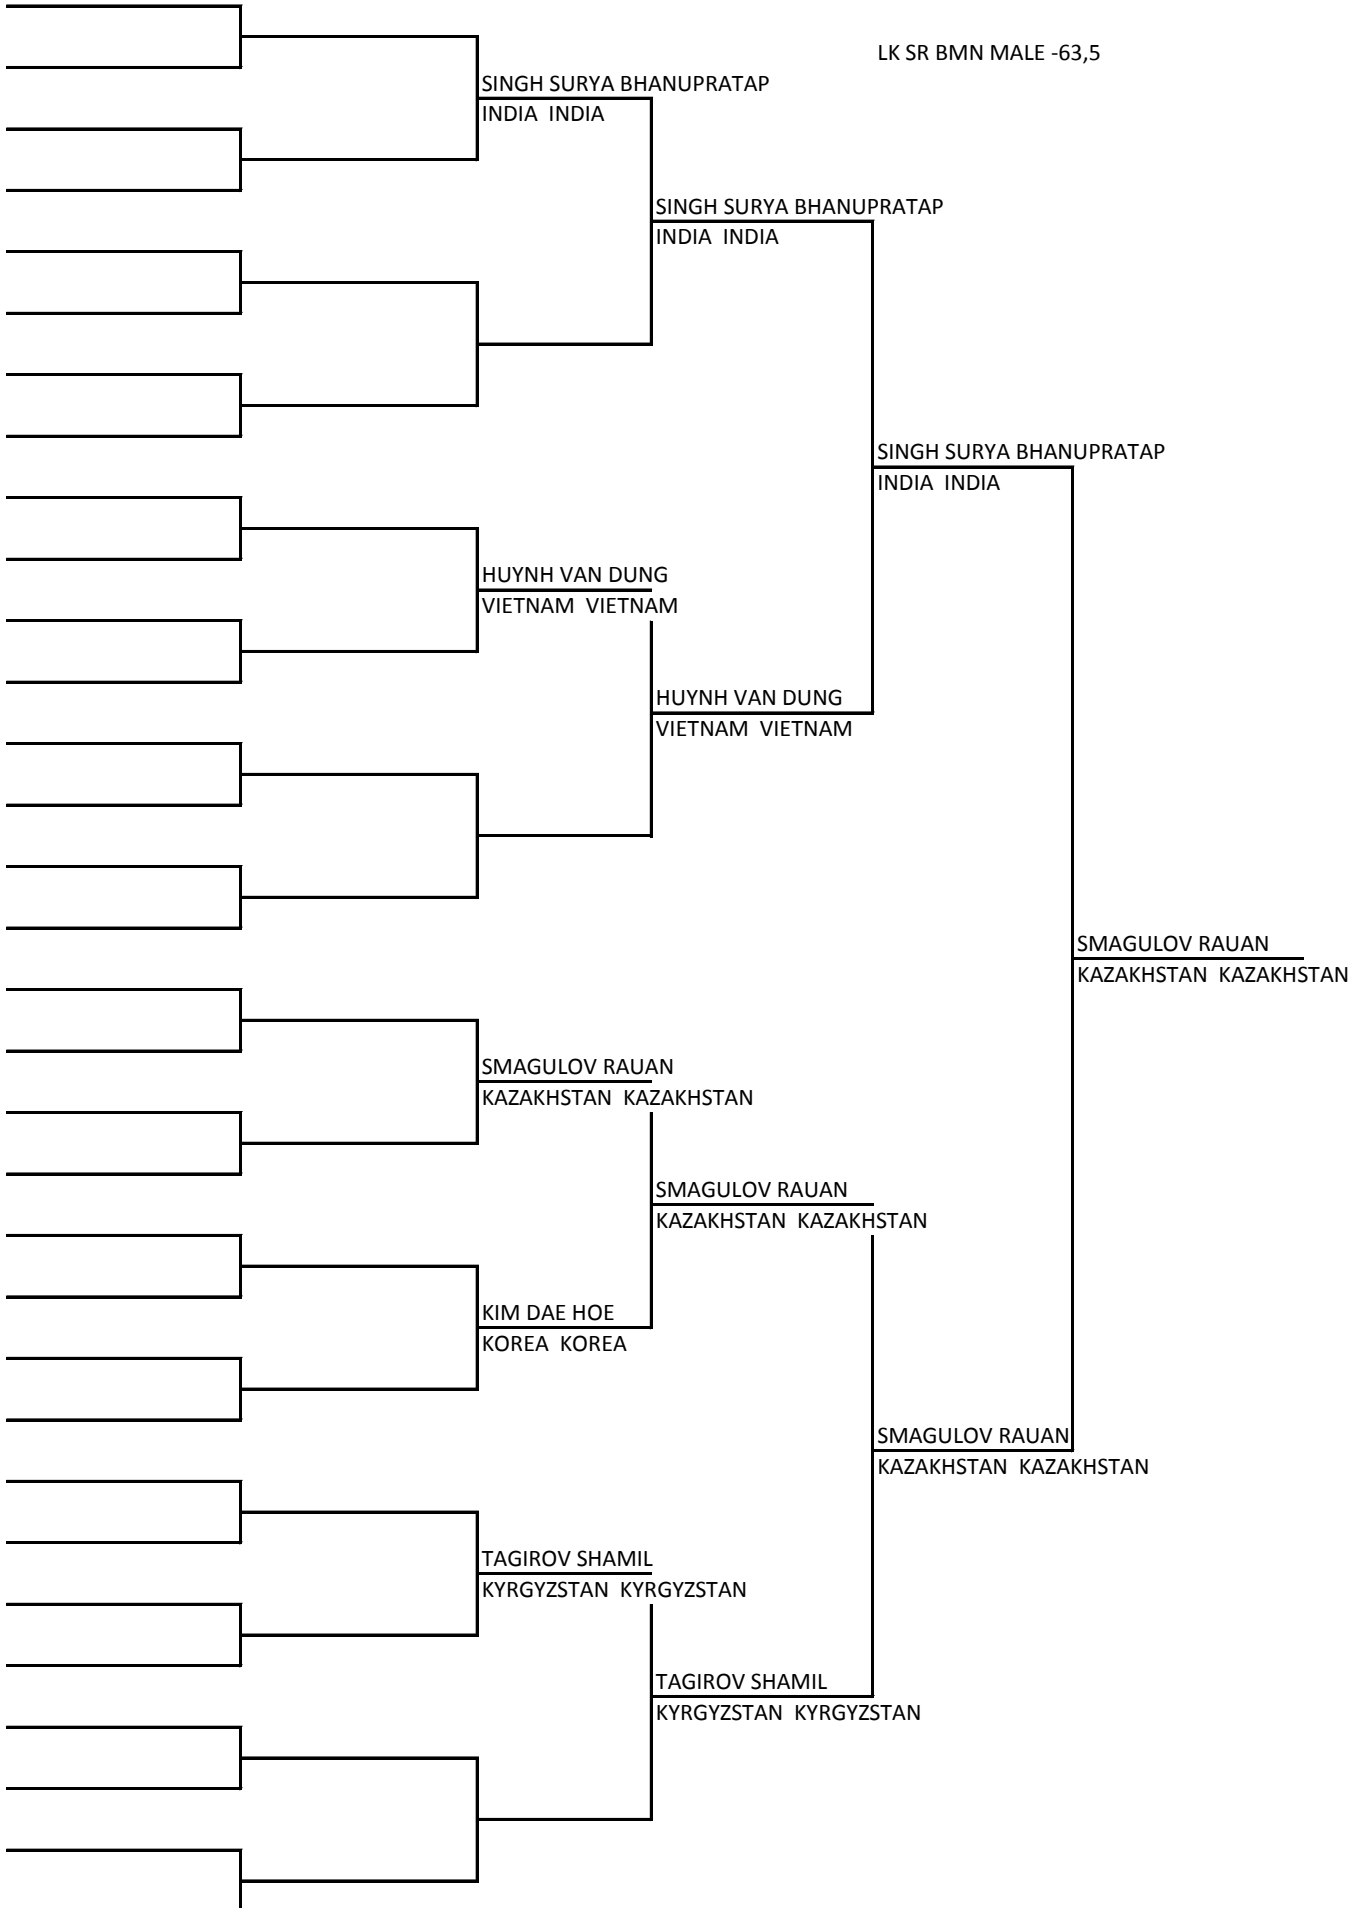 LK SR BMN MALE -63,5
SINGH SURYA BHANUPRATAP
INDIA  INDIA
SINGH SURYA BHANUPRATAP
INDIA  INDIA
SINGH SURYA BHANUPRATAP
INDIA  INDIA
HUYNH VAN DUNG
VIETNAM  VIETNAM
HUYNH VAN DUNG
VIETNAM  VIETNAM
SMAGULOV RAUAN
KAZAKHSTAN  KAZAKHSTAN
SMAGULOV RAUAN
KAZAKHSTAN  KAZAKHSTAN
SMAGULOV RAUAN
KAZAKHSTAN  KAZAKHSTAN
KIM DAE HOE
KOREA  KOREA
SMAGULOV RAUAN
KAZAKHSTAN  KAZAKHSTAN
TAGIROV SHAMIL
KYRGYZSTAN  KYRGYZSTAN
TAGIROV SHAMIL
KYRGYZSTAN  KYRGYZSTAN